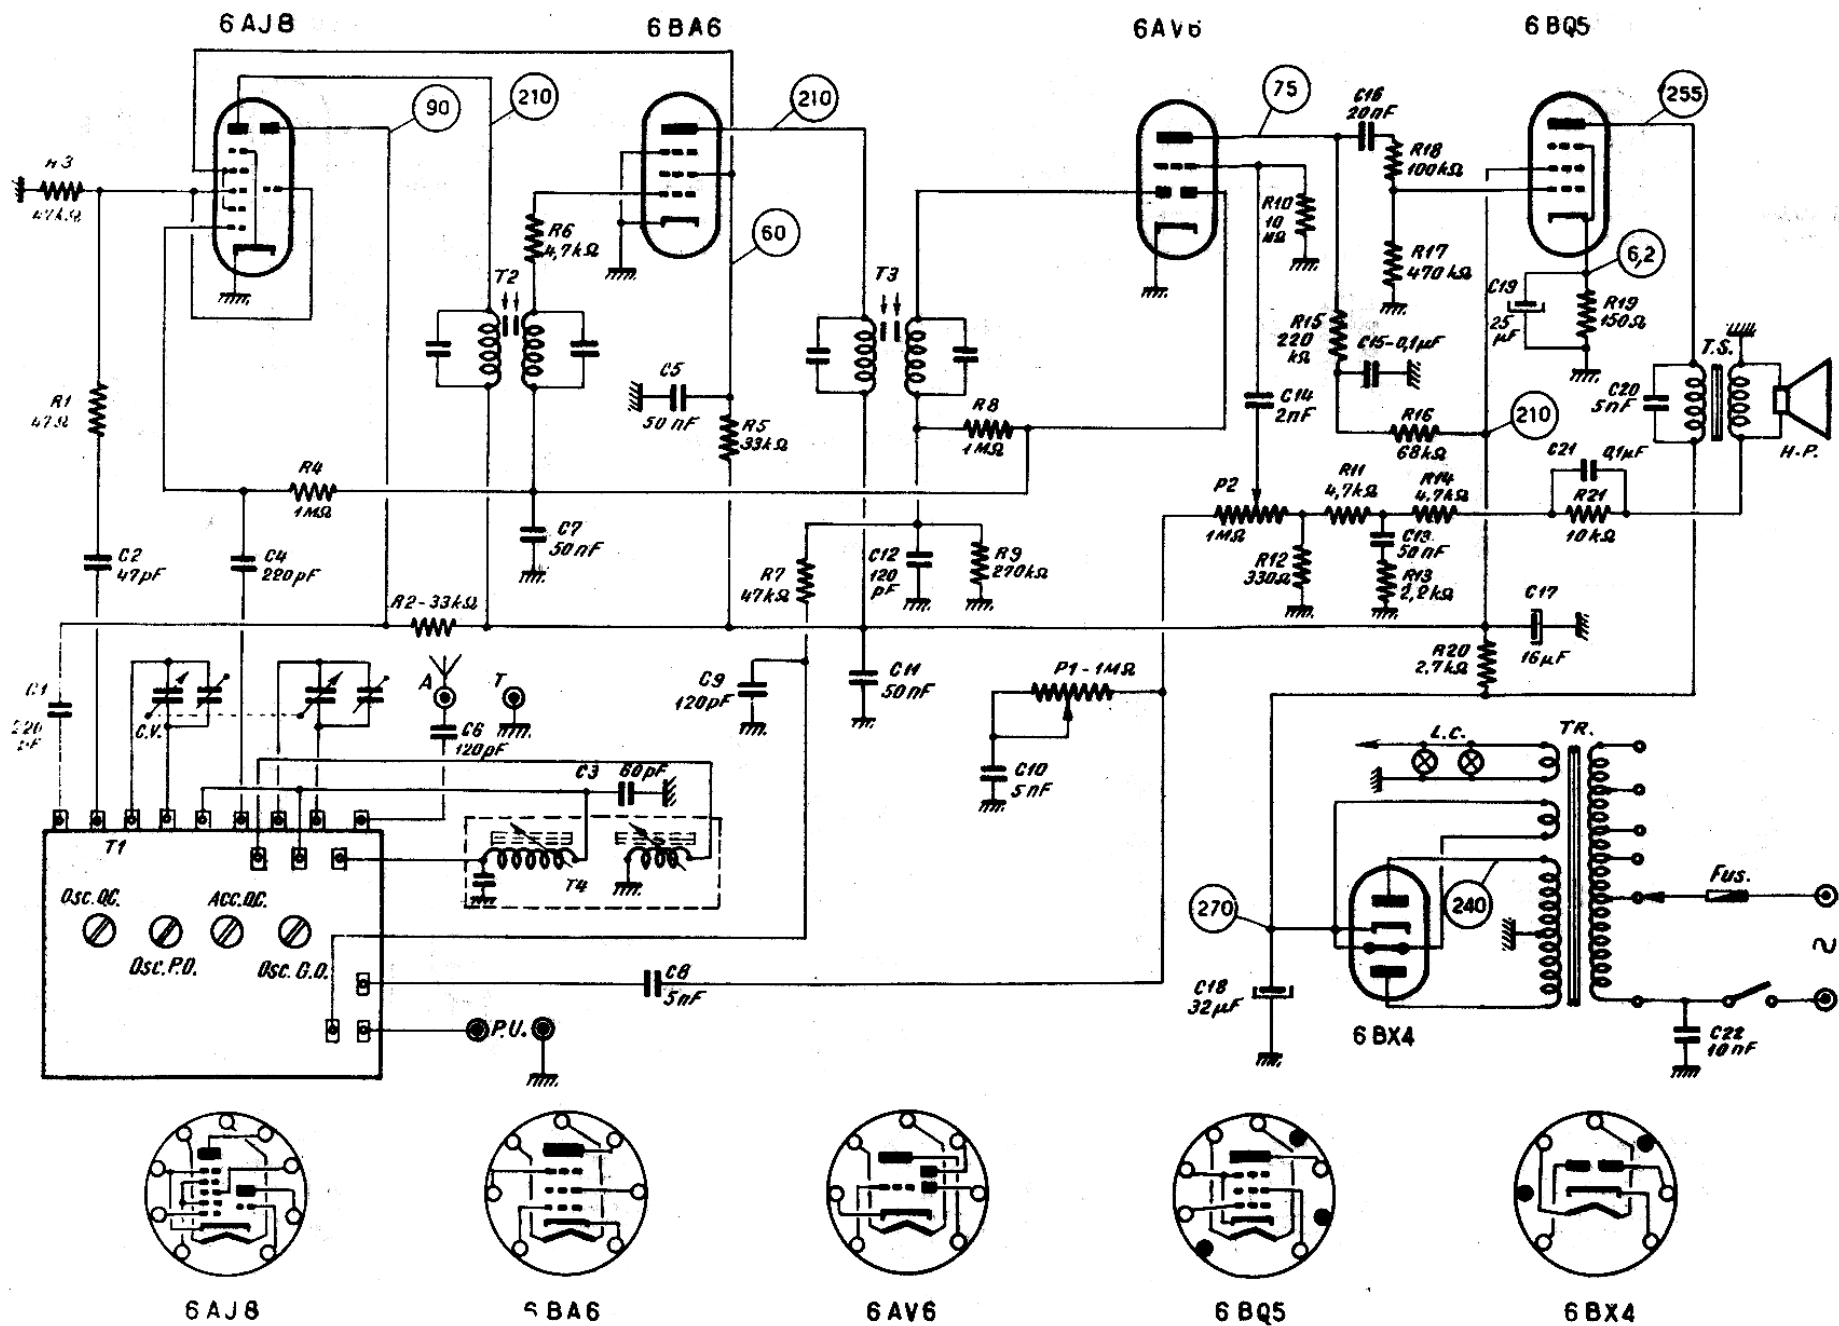 6AJ8
6BA6
6AV6
6BQ5
90
210
210
75
C16
20nF
255
R18
100kΩ
47kΩ
R6
4,7kΩ
60
R10
10
MΩ
R17
470kΩ
6,2
T2
T3
C19
25
µF
R19
150Ω
R15
220
kΩ
C15-0,1µF
T.S.
R1
47Ω
C5
50nF
R5
33kΩ
R8
1MΩ
C14
2nF
R16
68kΩ
210
C20
5nF
H.P.
R4
1MΩ
P2
1MΩ
R11
4,7kΩ
R14
4,7kΩ
C21
0,1µF
R21
10kΩ
C2
47pF
C4
220pF
C7
50nF
R7
47kΩ
C12
120
pF
R9
270kΩ
R12
330Ω
C13
50nF
R13
2,2kΩ
R2-33kΩ
C17
16µF
C1
A
T
C.V.
C6
120pF
C9
120pF
C11
50nF
P1-1MΩ
R20
2,7kΩ
C3
60pF
C10
5nF
L.C.
TR.
T1
T4
Fus.
Osc.OC.
Acc.OC.
Osc.P.O.
Osc.G.O.
270
240
C8
5nF
C18
32µF
P.U.
6BX4
C22
10nF
6AJ8
6BA6
6AV6
6BQ5
6BX4